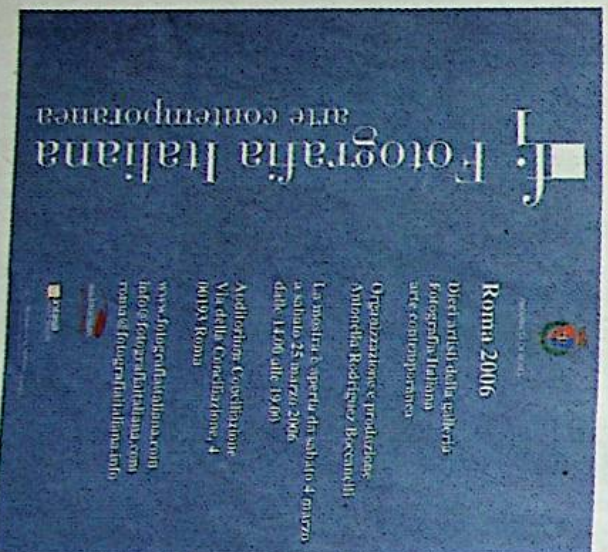 f. Fotografia Italiana
arte contemporanea
Roma 2006
Dieci artisti dalla galleria
Fotografia Italiana
arte contemporanea
Organizzazione e produzione
Antonella Rodriguez Boccanelli
La mostra è aperta da sabato 4 marzo
a sabato 25 marzo 2006
dalle 14.00 alle 19.00
Auditorium Conciliazione
Via della Conciliazione, 4
00193 Roma
www.fotografiaitaliana.com
info@fotografiaitaliana.com
roma@fotografiaitaliana.info